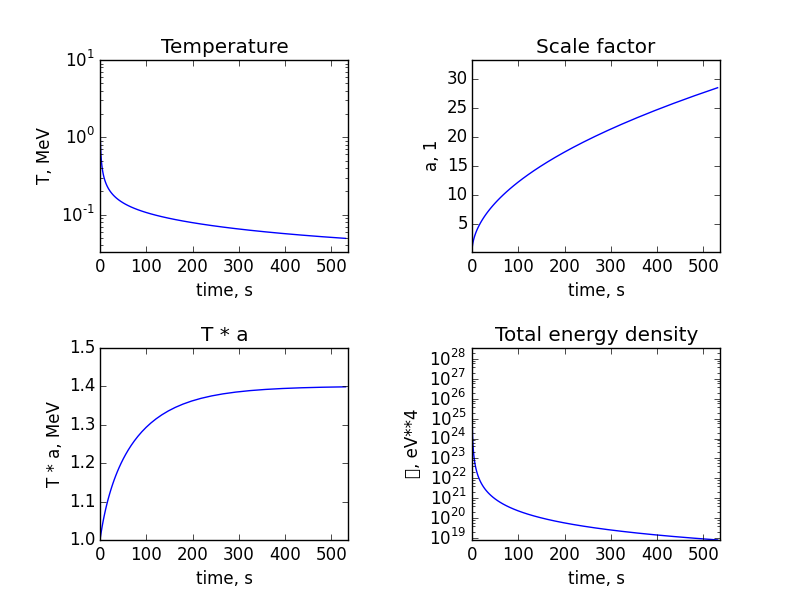 Temperature
T, MeV
10^1
10^0
10^-1
0 100 200 300 400 500
time, s
Scale factor
a, 1
30
25
20
15
10
5
0 100 200 300 400 500
time, s
T * a
T * a, MeV
1.5
1.4
1.3
1.2
1.1
1.0
0 100 200 300 400 500
time, s
Total energy density
▯, eV**4
10^28
10^27
10^26
10^25
10^24
10^23
10^22
10^21
10^20
10^19
0 100 200 300 400 500
time, s